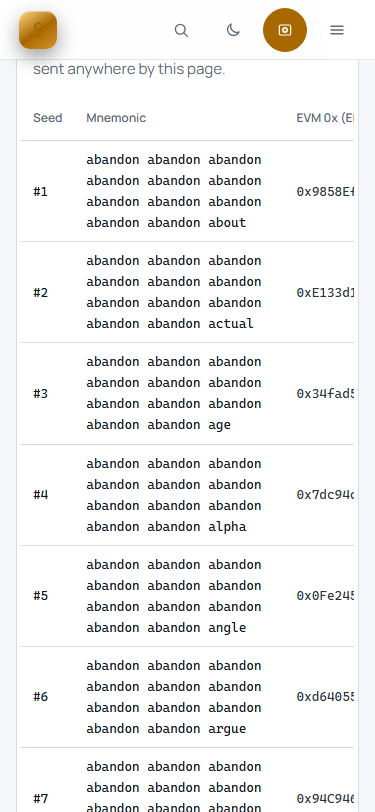 sent anywhere by this page.
Seed Mnemonic EVM 0x (E
abandon abandon abandon
abandon abandon abandon
#1 0x9858Ef
abandon abandon abandon
abandon abandon about
abandon abandon abandon
abandon abandon abandon
#2 0xE133d1
abandon abandon abandon
abandon abandon actual
abandon abandon abandon
abandon abandon abandon
#3 0x34fad5
abandon abandon abandon
abandon abandon age
abandon abandon abandon
abandon abandon abandon
#4 0x7dc94
abandon abandon abandon
abandon abandon alpha
abandon abandon abandon
abandon abandon abandon
#5 0x0Fe245
abandon abandon abandon
abandon abandon angle
abandon abandon abandon
abandon abandon abandon
#6 0xd64055
abandon abandon abandon
abandon abandon argue
abandon abandon abandon
abandon abandon abandon
#7 0x94C946
abandon abandon abandon